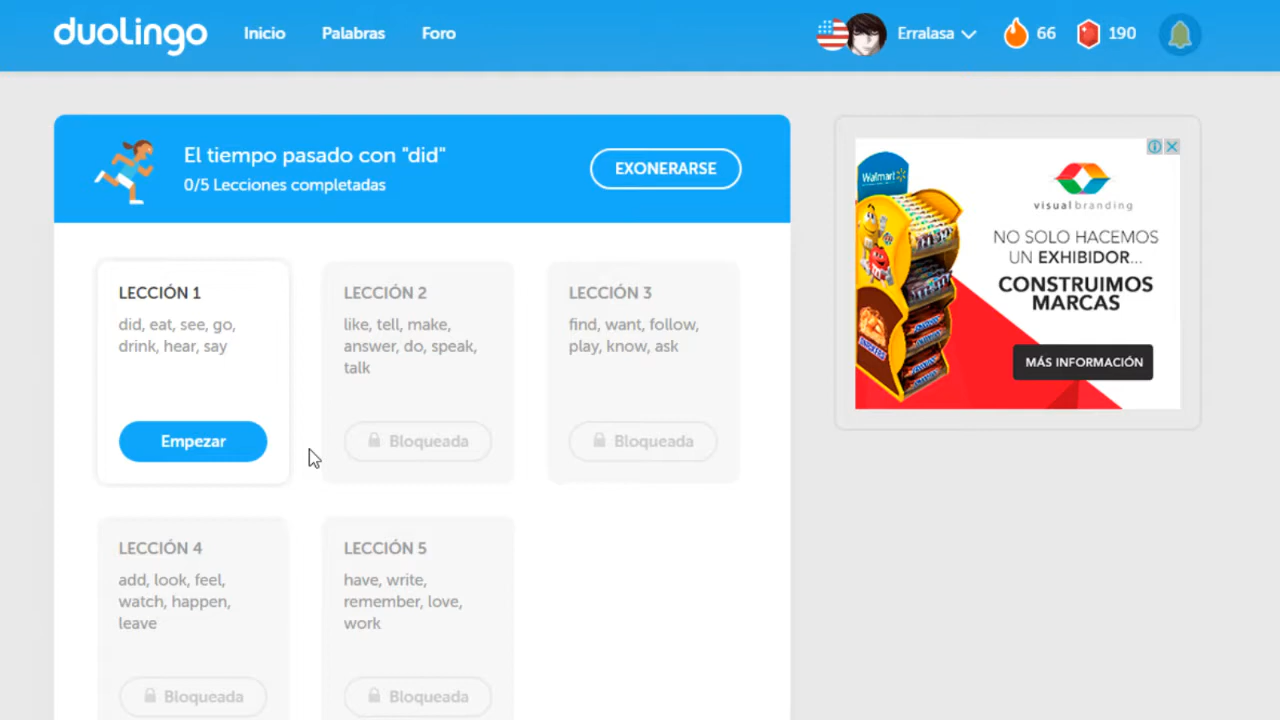 duolingo
Inicio
Palabras
Foro
Erralasa
66
190
El tiempo pasado con "did"
0/5 Lecciones completadas
EXONERARSE
LECCIÓN 1
did, eat, see, go,
drink, hear, say
Empezar
LECCIÓN 2
like, tell, make,
answer, do, speak,
talk
Bloqueada
LECCIÓN 3
find, want, follow,
play, know, ask
Bloqueada
LECCIÓN 4
add, look, feel,
watch, happen,
leave
Bloqueada
LECCIÓN 5
have, write,
remember, love,
work
Bloqueada
Walmart
SNICKERS
visual branding
NO SOLO HACEMOS
UN EXHIBIDOR...
CONSTRUIMOS
MARCAS
MÁS INFORMACIÓN